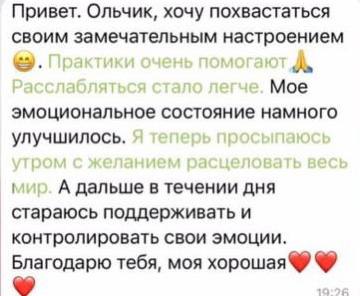 Привет. Ольчик, хочу похвастаться
своим замечательным настроением
😁. Практики очень помогают🙏
Расслабляться стало легче. Мое
эмоциональное состояние намного
улучшилось. Я теперь просыпаюсь
утром с желанием расцеловать весь
мир. А дальше в течении дня
стараюсь поддерживать и
контролировать свои эмоции.
Благодарю тебя, моя хорошая❤️❤️
❤️
19:26